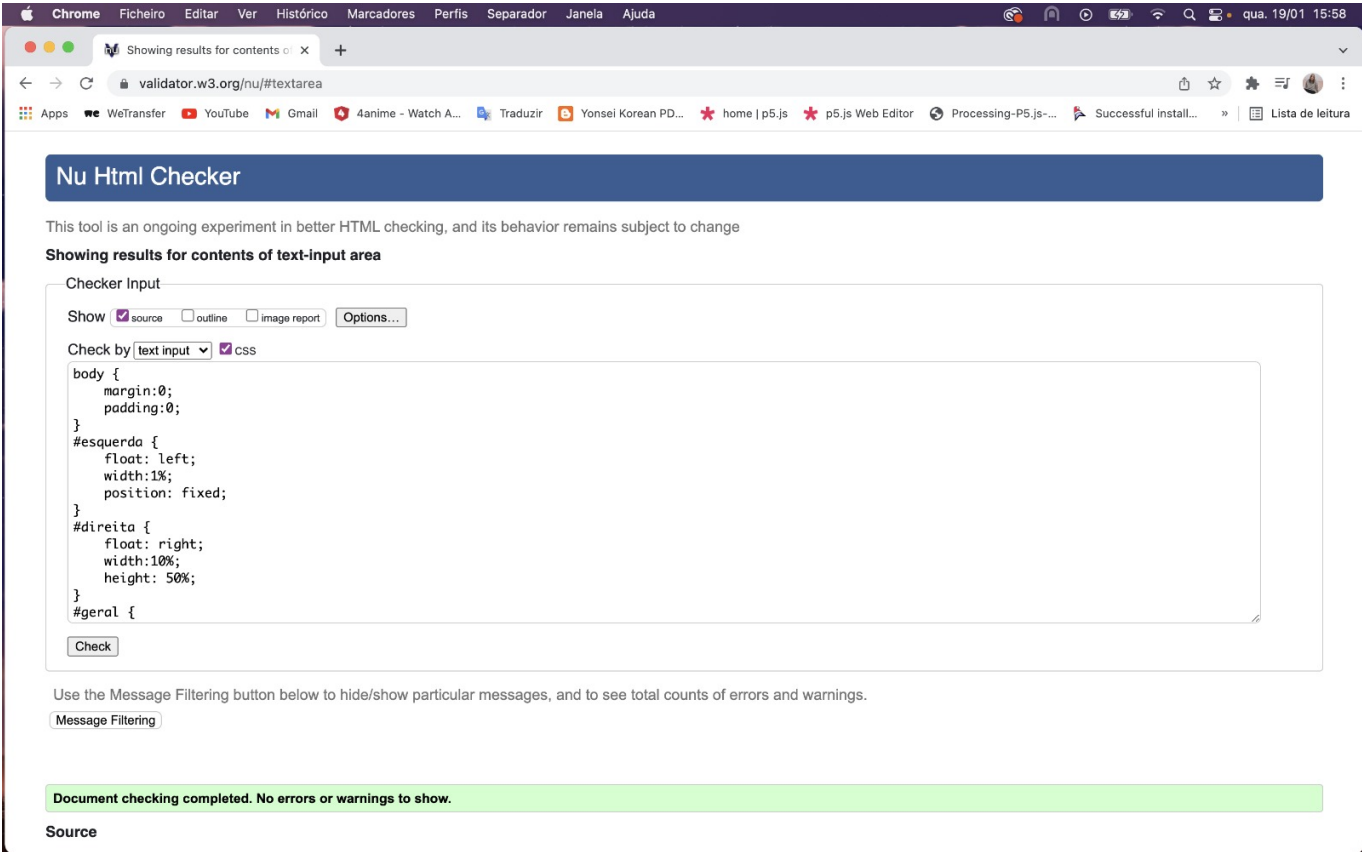 Chrome Ficheiro Editar Ver Histórico Marcadores Perfis Separador Janela Ajuda qua. 19/01 15:58
Showing results for contents of
validator.w3.org/nu/#textarea
Apps we WeTransfer YouTube Gmail 4anime - Watch A... Traduzir Yonsei Korean PD... home | p5.js p5.js Web Editor Processing-P5.js-... Successful install... » Lista de leitura
Nu Html Checker
This tool is an ongoing experiment in better HTML checking, and its behavior remains subject to change
Showing results for contents of text-input area
Checker Input
Show source outline image report Options...
Check by text input css
body {
margin:0;
padding:0;
}
#esquerda {
float: left;
width:1%;
position: fixed;
}
#direita {
float: right;
width:10%;
height: 50%;
}
#geral {
Check
Use the Message Filtering button below to hide/show particular messages, and to see total counts of errors and warnings.
Message Filtering
Document checking completed. No errors or warnings to show.
Source